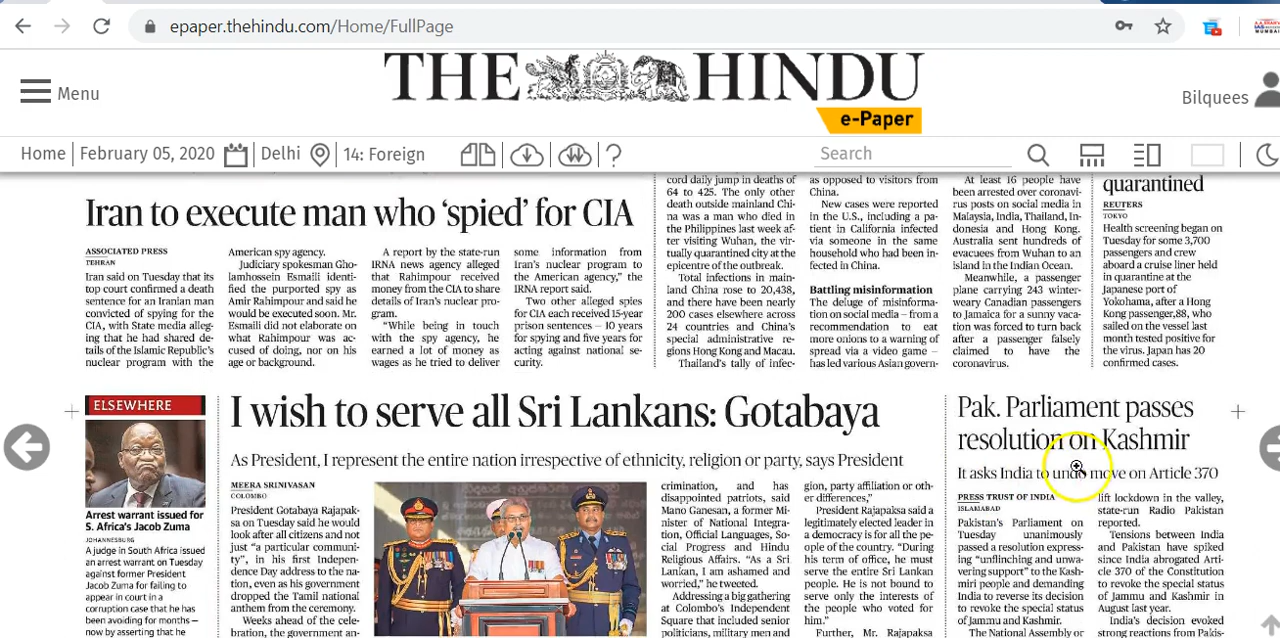 epaper.thehindu.com/Home/FullPage
THE HINDU
e-Paper
Menu
Bilquees
Home
February 05, 2020
Delhi
14: Foreign
Search
Iran to execute man who ‘spied’ for CIA
ASSOCIATED PRESS
TEHRAN
Iran said on Tuesday that its
top court confirmed a death
sentence for an Iranian man
convicted of spying for the
CIA, with State media alleg-
ing that he had shared de-
tails of the Islamic Republic's
nuclear program with the
American spy agency.
Judiciary spokesman Gho-
lamhossein Esmaili identi-
fied the purported spy as
Amir Rahimpour and said he
would be executed soon. Mr.
Esmaili did not elaborate on
what Rahimpour was ac-
cused of doing, nor on his
age or background.
A report by the state-run
IRNA news agency alleged
that Rahimpour received
money from the CIA to share
details of Iran's nuclear pro-
gram.
“While being in touch
with the spy agency, he
earned a lot of money as
wages as he tried to deliver
some information from
Iran's nuclear program to
the American agency,” the
IRNA report said.
Two other alleged spies
for CIA each received 15-year
prison sentences – 10 years
for spying and five years for
acting against national se-
curity.
cord daily jump in deaths of
64 to 425. The only other
death outside mainland Chi-
na was a man who died in
the Philippines last week af-
ter visiting Wuhan, the vir-
tually quarantined city at the
epicentre of the outbreak.
Total infections in main-
land China rose to 20,438,
and there have been nearly
200 cases elsewhere across
24 countries and China's
special administrative re-
gions Hong Kong and Macau.
Thailand's tally of infec-
as opposed to visitors from
China.
New cases were reported
in the U.S., including a pa-
tient in California infected
via someone in the same
household who had been in-
fected in China.
Battling misinformation
The deluge of misinforma-
tion on social media – from a
recommendation to eat
more onions to a warning of
spread via a video game –
has led various Asian govern-
At least 16 people have
been arrested over coronavi-
rus posts on social media in
Malaysia, India, Thailand, In-
donesia and Hong Kong.
Australia sent hundreds of
evacuees from Wuhan to an
island in the Indian Ocean.
Meanwhile, a passenger
plane carrying 243 winter-
weary Canadian passengers
to Jamaica for a sunny vaca-
tion was forced to turn back
after a passenger falsely
claimed to have the
coronavirus.
quarantined
REUTERS
TOKYO
Health screening began on
Tuesday for some 3,700
passengers and crew
aboard a cruise liner held
in quarantine at the
Japanese port of
Yokohama, after a Hong
Kong passenger,88, who
sailed on the vessel last
month tested positive for
the virus. Japan has 20
confirmed cases.
ELSEWHERE
Arrest warrant issued for
S. Africa's Jacob Zuma
JOHANNESBURG
A judge in South Africa issued
an arrest warrant on Tuesday
against former President
Jacob Zuma for failing to
appear in court in a
corruption case that he has
been avoiding for months –
now by asserting that he
I wish to serve all Sri Lankans: Gotabaya
As President, I represent the entire nation irrespective of ethnicity, religion or party, says President
MEERA SRINIVASAN
COLOMBO
President Gotabaya Rajapak-
sa on Tuesday said he would
look after all citizens and not
just “a particular communi-
ty”, in his first Indepen-
dence Day address to the na-
tion, even as his government
dropped the Tamil national
anthem from the ceremony.
Weeks ahead of the cele-
bration, the government an-
crimination, and has
disappointed patriots, said
Mano Ganesan, a former Mi-
nister of National Integra-
tion, Official Languages, So-
cial Progress and Hindu
Religious Affairs. “As a Sri
Lankan, I am ashamed and
worried,” he tweeted.
Addressing a big gathering
at Colombo's Independent
Square that included senior
politicians, military men and
gion, party affiliation or oth-
er differences,”
President Rajapaksa said a
legitimately elected leader in
a democracy is for all the pe-
ople of the country. “During
his term of office, he must
serve the entire Sri Lankan
people. He is not bound to
serve only the interests of
the people who voted for
him.”
Further, Mr. Rajapaksa
Pak. Parliament passes
resolution on Kashmir
It asks India to undo move on Article 370
PRESS TRUST OF INDIA
ISLAMABAD
Pakistan's Parliament on
Tuesday unanimously
passed a resolution express-
ing “unflinching and unwa-
vering support” to the Kash-
miri people and demanding
India to reverse its decision
to revoke the special status
of Jammu and Kashmir.
The National Assembly or
lift lockdown in the valley,
state-run Radio Pakistan
reported.
Tensions between India
and Pakistan have spiked
since India abrogated Arti-
cle 370 of the Constitution
to revoke the special status
of Jammu and Kashmir in
August last year.
India's decision evoked
strong reactions from Pakis-